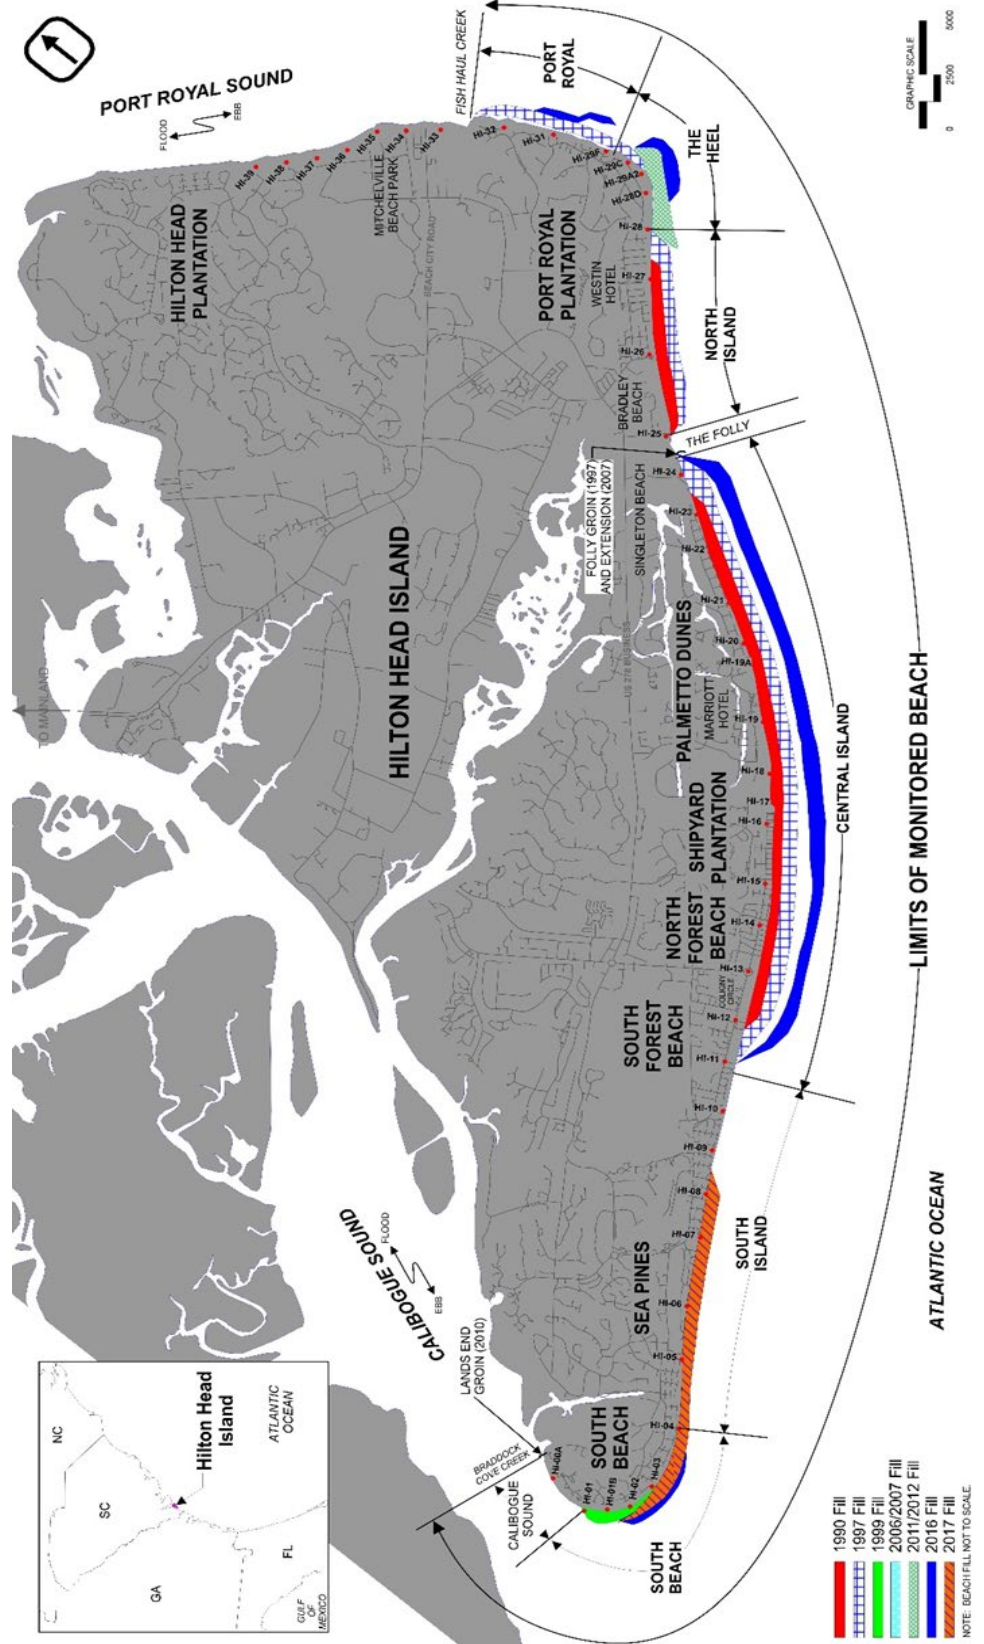 PORT ROYAL SOUND
FLOOD
EBB
FISH HAUL CREEK
PORT
ROYAL
THE
HEEL
NORTH
ISLAND
THE FOLLY
CENTRAL ISLAND
LIMITS OF MONITORED BEACH
SOUTH
ISLAND
ATLANTIC OCEAN
SOUTH
BEACH
GRAPHIC SCALE
0
2500
5000
HI-39
HI-38
HI-37
HI-36
HI-35
HI-34
HI-33
HI-32
HI-31
HI-29F
HI-29C
HI-29A2
HI-28D
HI-28
HI-27
HI-26
HI-25
HI-24
HI-23
HI-22
HI-21
HI-20
HI-19A
HI-19
HI-18
HI-17
HI-16
HI-15
HI-14
HI-13
HI-12
HI-11
HI-10
HI-09
HI-08
HI-07
HI-06
HI-05
HI-04
HI-03
HI-02
HI-01B
HI-01
HI-00A
HILTON HEAD
PLANTATION
MITCHELVILLE
BEACH PARK
BEACH CITY ROAD
PORT ROYAL
PLANTATION
WESTIN
HOTEL
BRADLEY
BEACH
FOLLY GROIN (1997)
AND EXTENSION (2007)
SINGLETON BEACH
US 278 BUSINESS
HILTON HEAD ISLAND
TO MAINLAND
PALMETTO DUNES
MARRIOTT
HOTEL
SHIPYARD
PLANTATION
NORTH
FOREST
BEACH
COLIGNY
CIRCLE
SOUTH
FOREST
BEACH
SEA PINES
SOUTH
BEACH
CALIBOGUE SOUND
FLOOD
EBB
LANDS END
GROIN (2010)
BRADDOCK
COVE CREEK
CALIBOGUE
SOUND
NC
SC
GA
FL
Hilton Head
Island
ATLANTIC
OCEAN
GULF
OF
MEXICO
1990 Fill
1997 Fill
1999 Fill
2006/2007 Fill
2011/2012 Fill
2016 Fill
2017 Fill
NOTE: BEACH FILL NOT TO SCALE